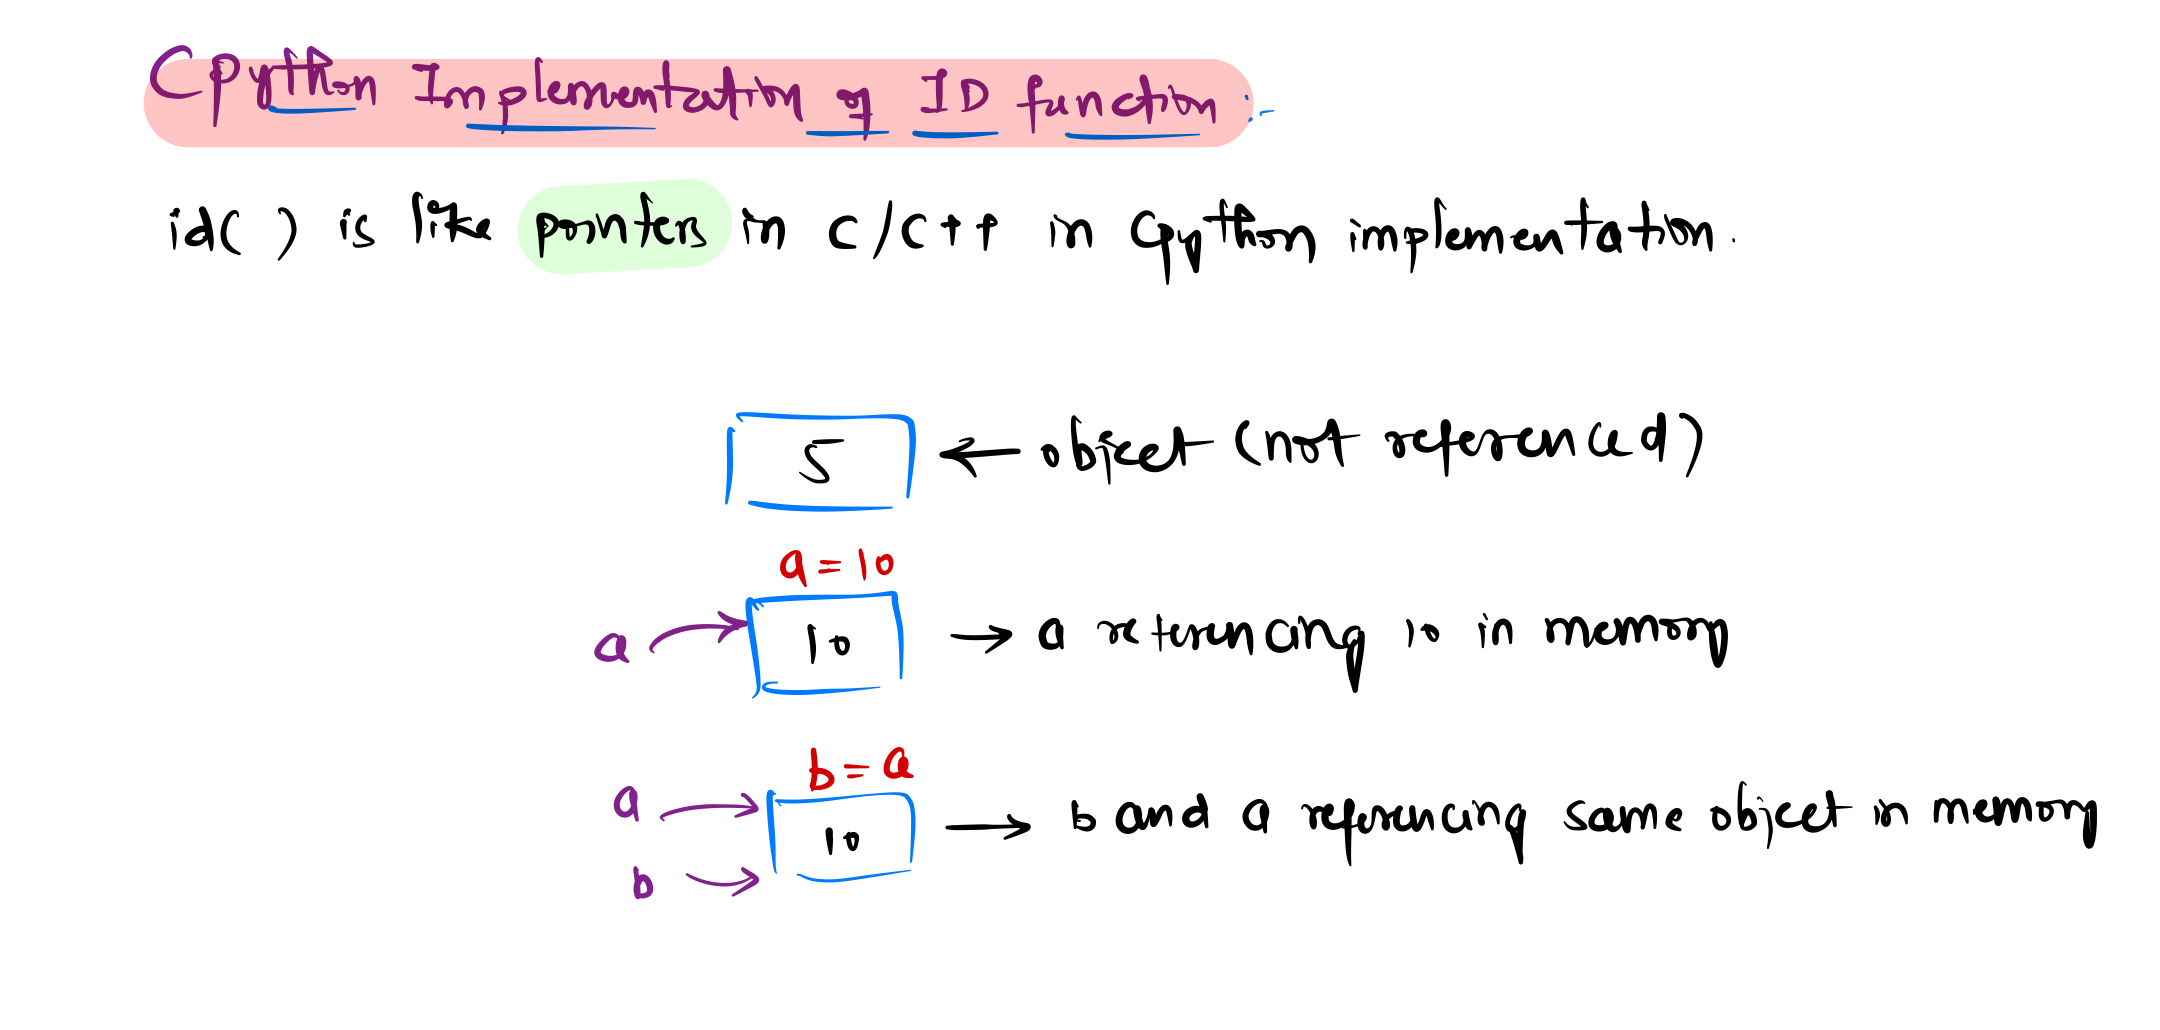 CPython Implementation of ID function :-
id( ) is like pointers in C/C++ in Cpython implementation.
5 ← object (not referenced)
a = 10
a → 10 → a referencing 10 in memory
b = a
a → 10 → b and a referencing same object in memory
b →